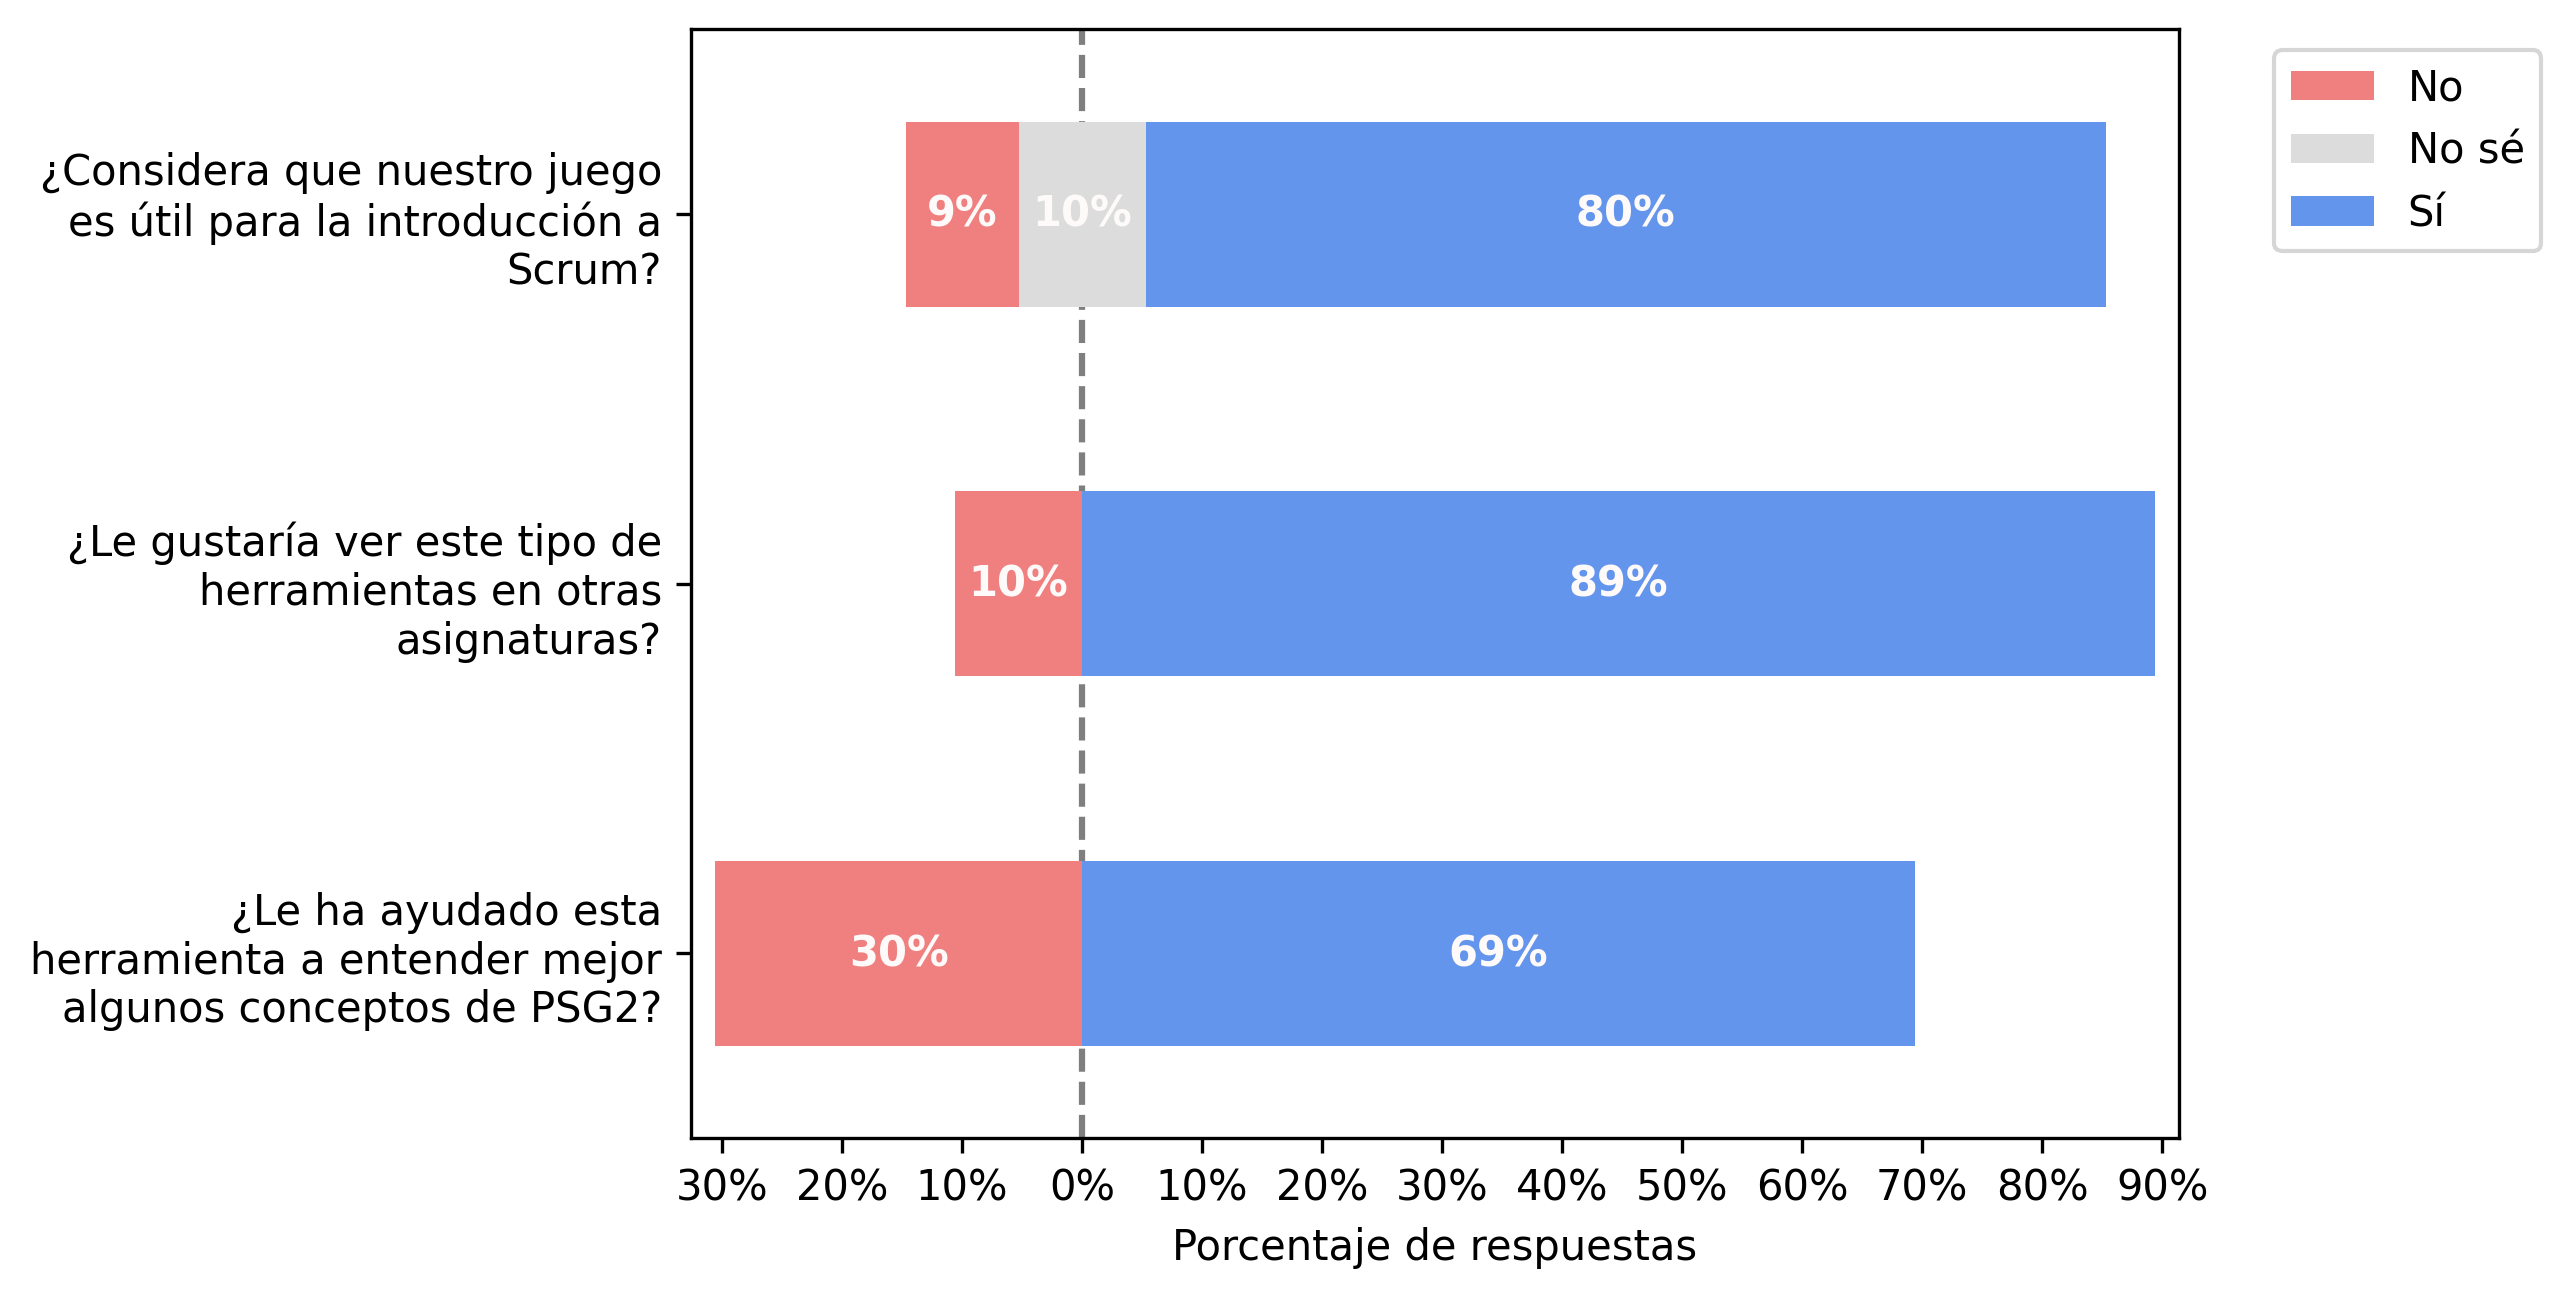 ¿Considera que nuestro juego
es útil para la introducción a
Scrum?
9%
10%
80%
¿Le gustaría ver este tipo de
herramientas en otras
asignaturas?
10%
89%
¿Le ha ayudado esta
herramienta a entender mejor
algunos conceptos de PSG2?
30%
69%
30% 20% 10% 0% 10% 20% 30% 40% 50% 60% 70% 80% 90%
Porcentaje de respuestas
No
No sé
Sí